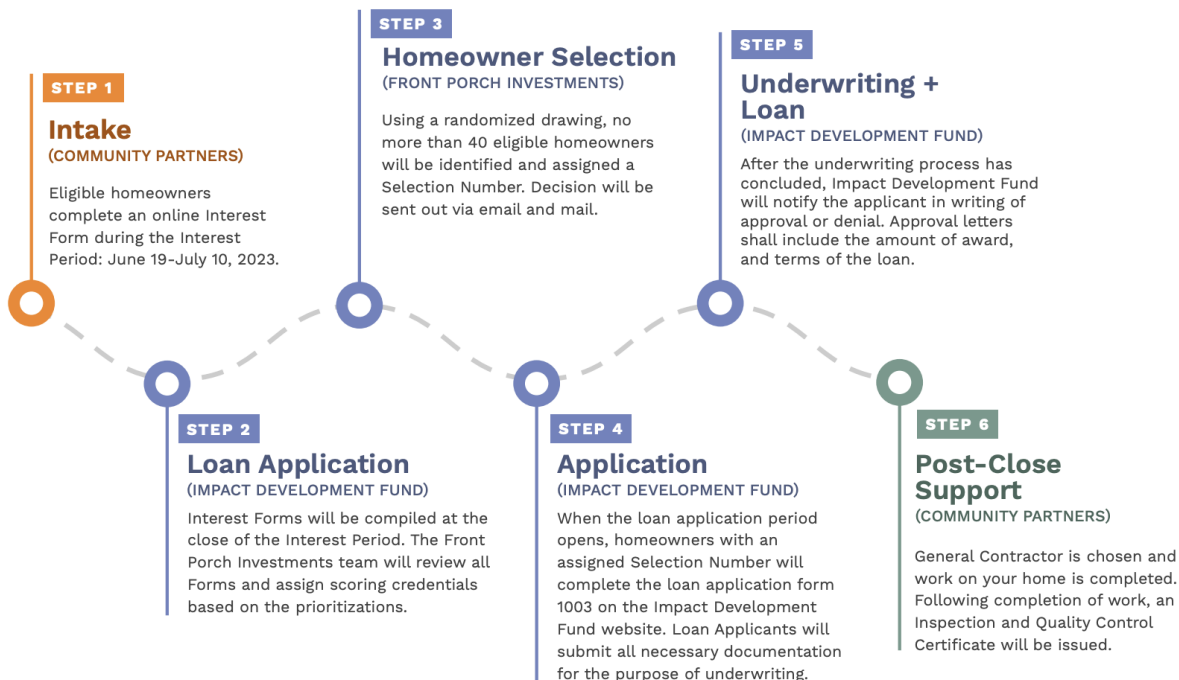 STEP 1
Intake
(COMMUNITY PARTNERS)
Eligible homeowners
complete an online Interest
Form during the Interest
Period: June 19-July 10, 2023.
STEP 2
Loan Application
(IMPACT DEVELOPMENT FUND)
Interest Forms will be compiled at the
close of the Interest Period. The Front
Porch Investments team will review all
Forms and assign scoring credentials
based on the prioritizations.
STEP 3
Homeowner Selection
(FRONT PORCH INVESTMENTS)
Using a randomized drawing, no
more than 40 eligible homeowners
will be identified and assigned a
Selection Number. Decision will be
sent out via email and mail.
STEP 4
Application
(IMPACT DEVELOPMENT FUND)
When the loan application period
opens, homeowners with an
assigned Selection Number will
complete the loan application form
1003 on the Impact Development
Fund website. Loan Applicants will
submit all necessary documentation
for the purpose of underwriting.
STEP 5
Underwriting +
Loan
(IMPACT DEVELOPMENT FUND)
After the underwriting process has
concluded, Impact Development Fund
will notify the applicant in writing of
approval or denial. Approval letters
shall include the amount of award,
and terms of the loan.
STEP 6
Post-Close
Support
(COMMUNITY PARTNERS)
General Contractor is chosen and
work on your home is completed.
Following completion of work, an
Inspection and Quality Control
Certificate will be issued.